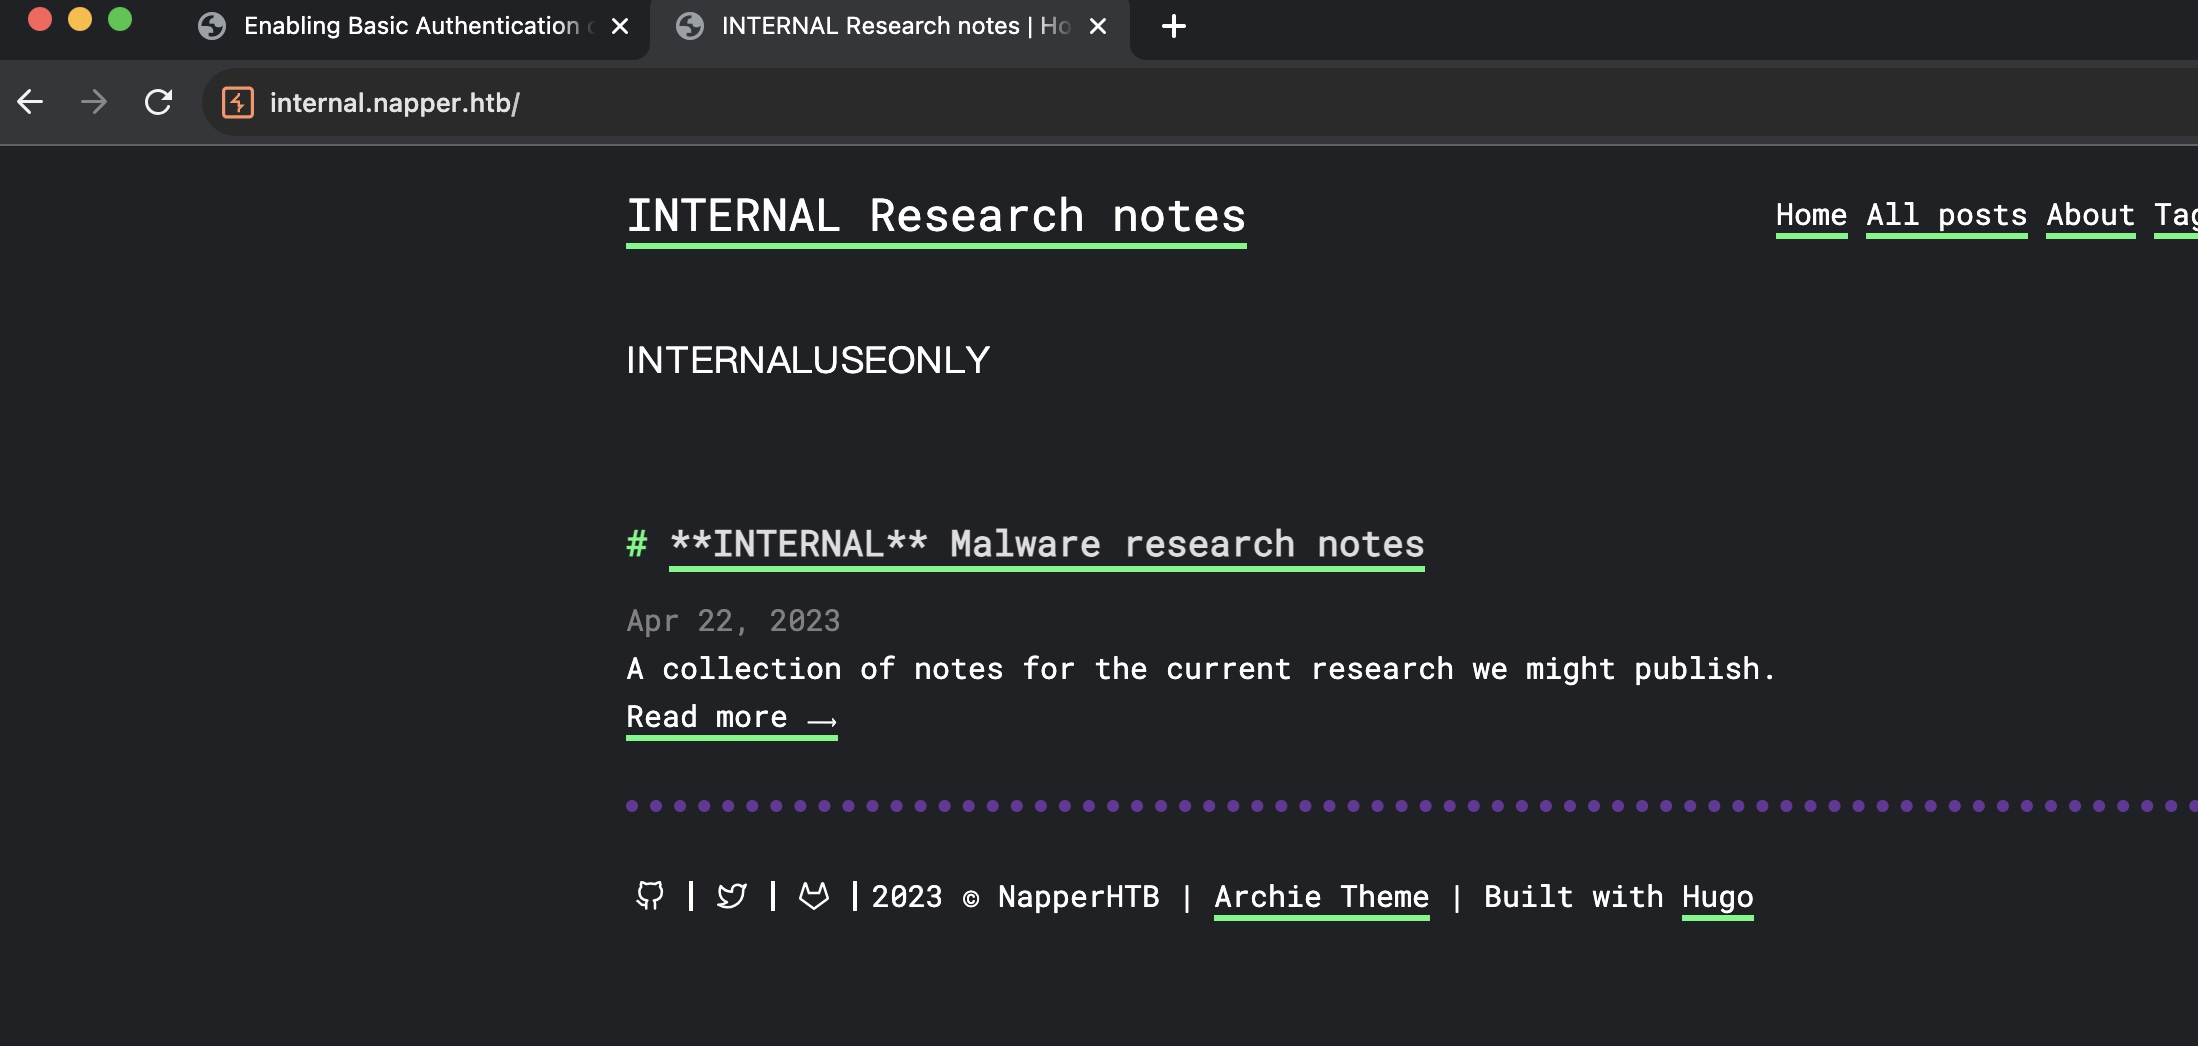 Enabling Basic Authentication
INTERNAL Research notes | Ho
internal.napper.htb/
INTERNAL Research notes
Home All posts About Tag
INTERNALUSEONLY
# **INTERNAL** Malware research notes
Apr 22, 2023
A collection of notes for the current research we might publish.
Read more ⟶
| | | 2023 © NapperHTB | Archie Theme | Built with Hugo